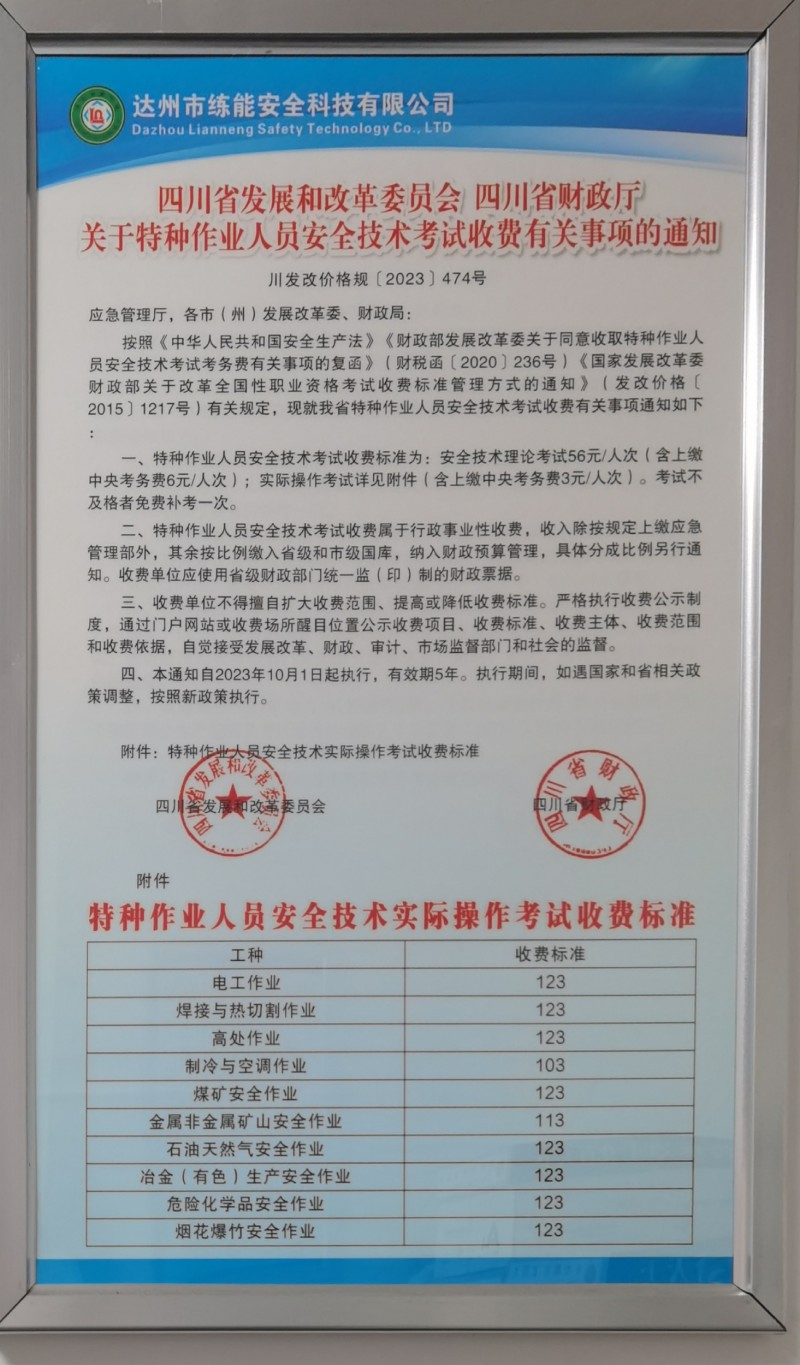 达州市练能安全科技有限公司
Dazhou Lianneng Safety Technology Co., LTD
四川省发展和改革委员会 四川省财政厅
关于特种作业人员安全技术考试收费有关事项的通知
川发改价格规〔2023〕474号
应急管理厅，各市（州）发展改革委、财政局：
按照《中华人民共和国安全生产法》《财政部发展改革委关于同意收取特种作业人
员安全技术考试考务费有关事项的复函》（财税函〔2020〕236号）《国家发展改革委
财政部关于改革全国性职业资格考试收费标准管理方式的通知》（发改价格〔
2015〕1217号）有关规定，现就我省特种作业人员安全技术考试收费有关事项通知如下
：
一、特种作业人员安全技术考试收费标准为：安全技术理论考试56元/人次（含上缴
中央考务费6元/人次）；实际操作考试详见附件（含上缴中央考务费3元/人次）。考试不
及格者免费补考一次。
二、特种作业人员安全技术考试收费属于行政事业性收费，收入除按规定上缴应急
管理部外，其余按比例缴入省级和市级国库，纳入财政预算管理，具体分成比例另行通
知。收费单位应使用省级财政部门统一监（印）制的财政票据。
三、收费单位不得擅自扩大收费范围、提高或降低收费标准。严格执行收费公示制
度，通过门户网站或收费场所醒目位置公示收费项目、收费标准、收费主体、收费范围
和收费依据，自觉接受发展改革、财政、审计、市场监督部门和社会的监督。
四、本通知自2023年10月1日起执行，有效期5年。执行期间，如遇国家和省相关政
策调整，按照新政策执行。
附件：特种作业人员安全技术实际操作考试收费标准
四川省发展和改革委员会 四川省财政厅
四川省发展和改革委员会
四川省财政厅
附件
特种作业人员安全技术实际操作考试收费标准
工种 收费标准
电工作业 123
焊接与热切割作业 123
高处作业 123
制冷与空调作业 103
煤矿安全作业 123
金属非金属矿山安全作业 113
石油天然气安全作业 123
冶金（有色）生产安全作业 123
危险化学品安全作业 123
烟花爆竹安全作业 123